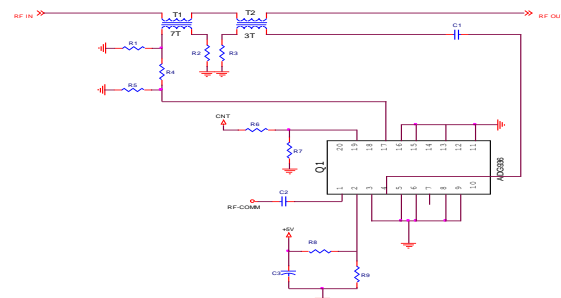 RF IN
T1
7T
T2
3T
RF OU
C1
R1
R2
R3
R4
R5
CNT
R6
R7
20 19 18 17 16 15 14 13 12 11
Q1
ADG936
1 2 3 4 5 6 7 8 9 10
C2
RF-COMM
+5V
R8
C3
R9